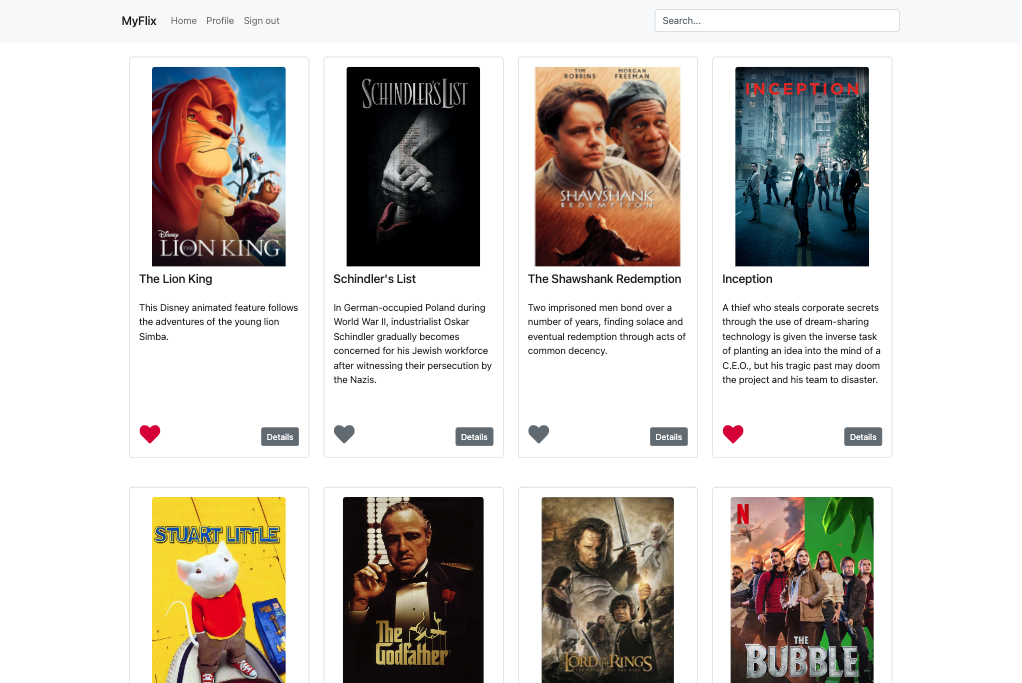 MyFlix Home Profile Sign out Search...
TIM ROBBINS MORGAN FREEMAN
SCHINDLER'S LIST
INCEPTION
SHAWSHANK
REDEMPTION
Disney
THE LION KING
The Lion King
Schindler's List
The Shawshank Redemption
Inception
This Disney animated feature follows
the adventures of the young lion
Simba.
In German-occupied Poland during
World War II, industrialist Oskar
Schindler gradually becomes
concerned for his Jewish workforce
after witnessing their persecution by
the Nazis.
Two imprisoned men bond over a
number of years, finding solace and
eventual redemption through acts of
common decency.
A thief who steals corporate secrets
through the use of dream-sharing
technology is given the inverse task
of planting an idea into the mind of a
C.E.O., but his tragic past may doom
the project and his team to disaster.
Details
Details
Details
Details
STUART LITTLE
The
Godfather
THE LORD OF THE RINGS
N
THE
BUBBLE